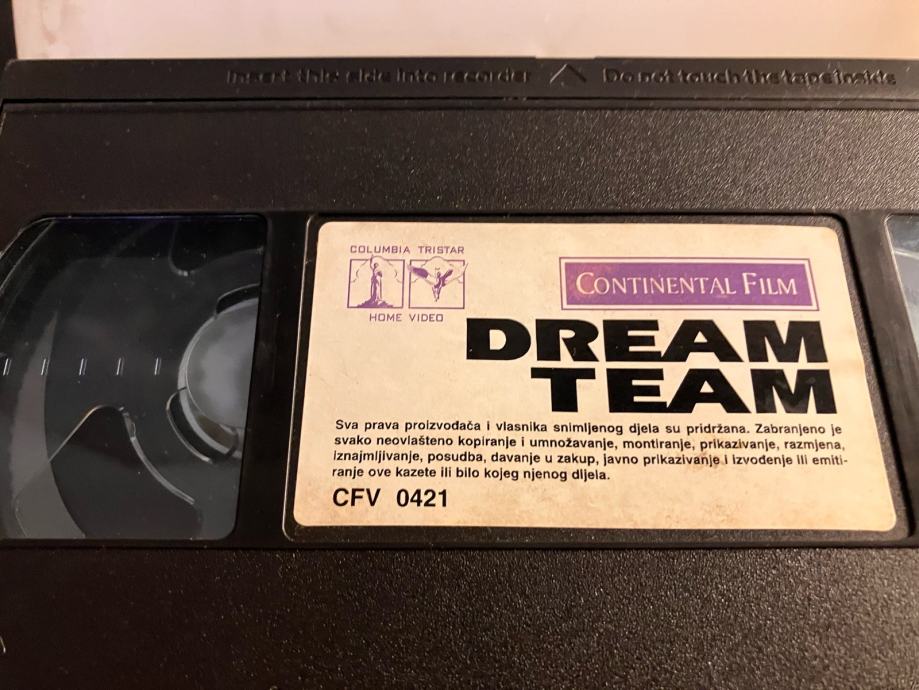 Insert this side into recorder Do not touch the tape inside
COLUMBIA TRISTAR
HOME VIDEO
CONTINENTAL FILM
DREAM
TEAM
Sva prava proizvođača i vlasnika snimljenog djela su pridržana. Zabranjeno je
svako neovlašteno kopiranje i umnožavanje, montiranje, prikazivanje, razmjena,
iznajmljivanje, posudba, davanje u zakup, javno prikazivanje i izvođenje ili emiti-
ranje ove kazete ili bilo kojeg njenog dijela.
CFV 0421